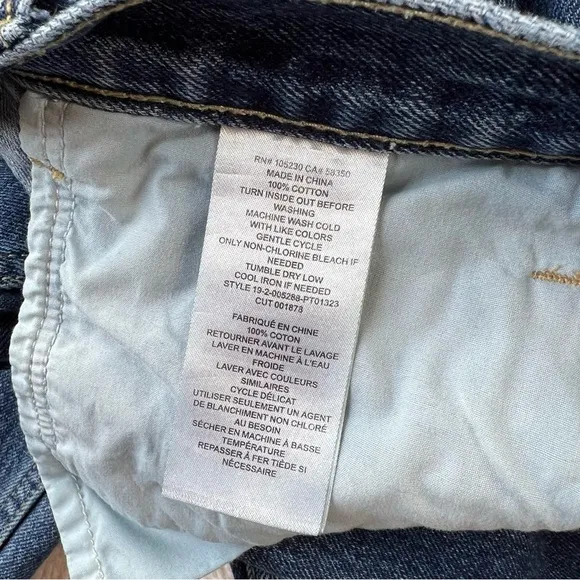 RN# 105230 CA# 58350
MADE IN CHINA
100% COTTON
TURN INSIDE OUT BEFORE
WASHING
MACHINE WASH COLD
WITH LIKE COLORS
GENTLE CYCLE
ONLY NON-CHLORINE BLEACH IF
NEEDED
TUMBLE DRY LOW
COOL IRON IF NEEDED
STYLE 19-2-005288-PT01323
CUT 001878
FABRIQUÉ EN CHINE
100% COTON
RETOURNER AVANT LE LAVAGE
LAVER EN MACHINE À L'EAU
FROIDE
LAVER AVEC COULEURS
SIMILAIRES
CYCLE DÉLICAT
UTILISER SEULEMENT UN AGENT
DE BLANCHIMENT NON CHLORÉ
AU BESOIN
SÉCHER EN MACHINE À BASSE
TEMPÉRATURE
REPASSER À FER TIÈDE SI
NÉCESSAIRE